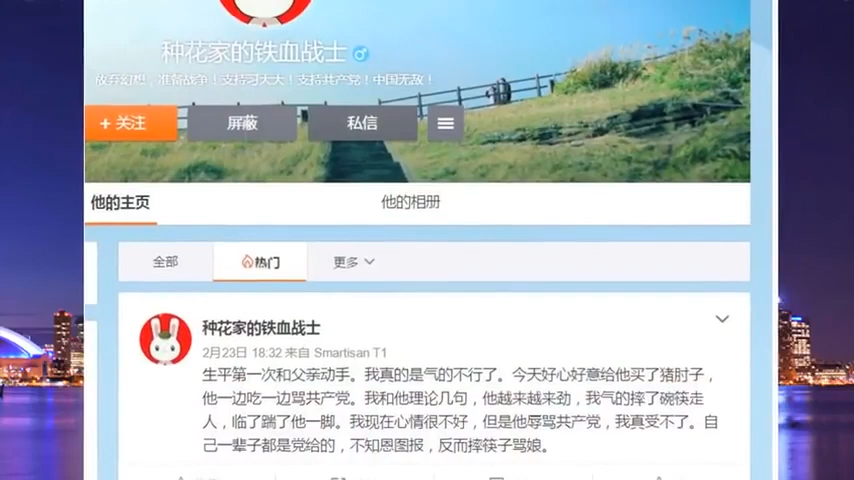 种花家的铁血战士
放弃幻想，准备战争！支持习大大！支持共产党！中国无敌！
+ 关注
屏蔽
私信
他的主页
他的相册
全部
热门
更多
种花家的铁血战士
2月23日 18:32 来自 Smartisan T1
生平第一次和父亲动手。我真的是气的不行了。今天好心好意给他买了猪肘子，
他一边吃一边骂共产党。我和他理论几句，他越来越来劲，我气的摔了碗筷走
人，临了踹了他一脚。我现在心情很不好，但是他辱骂共产党，我真受不了。自
己一辈子都是党给的，不知恩图报，反而摔筷子骂娘。